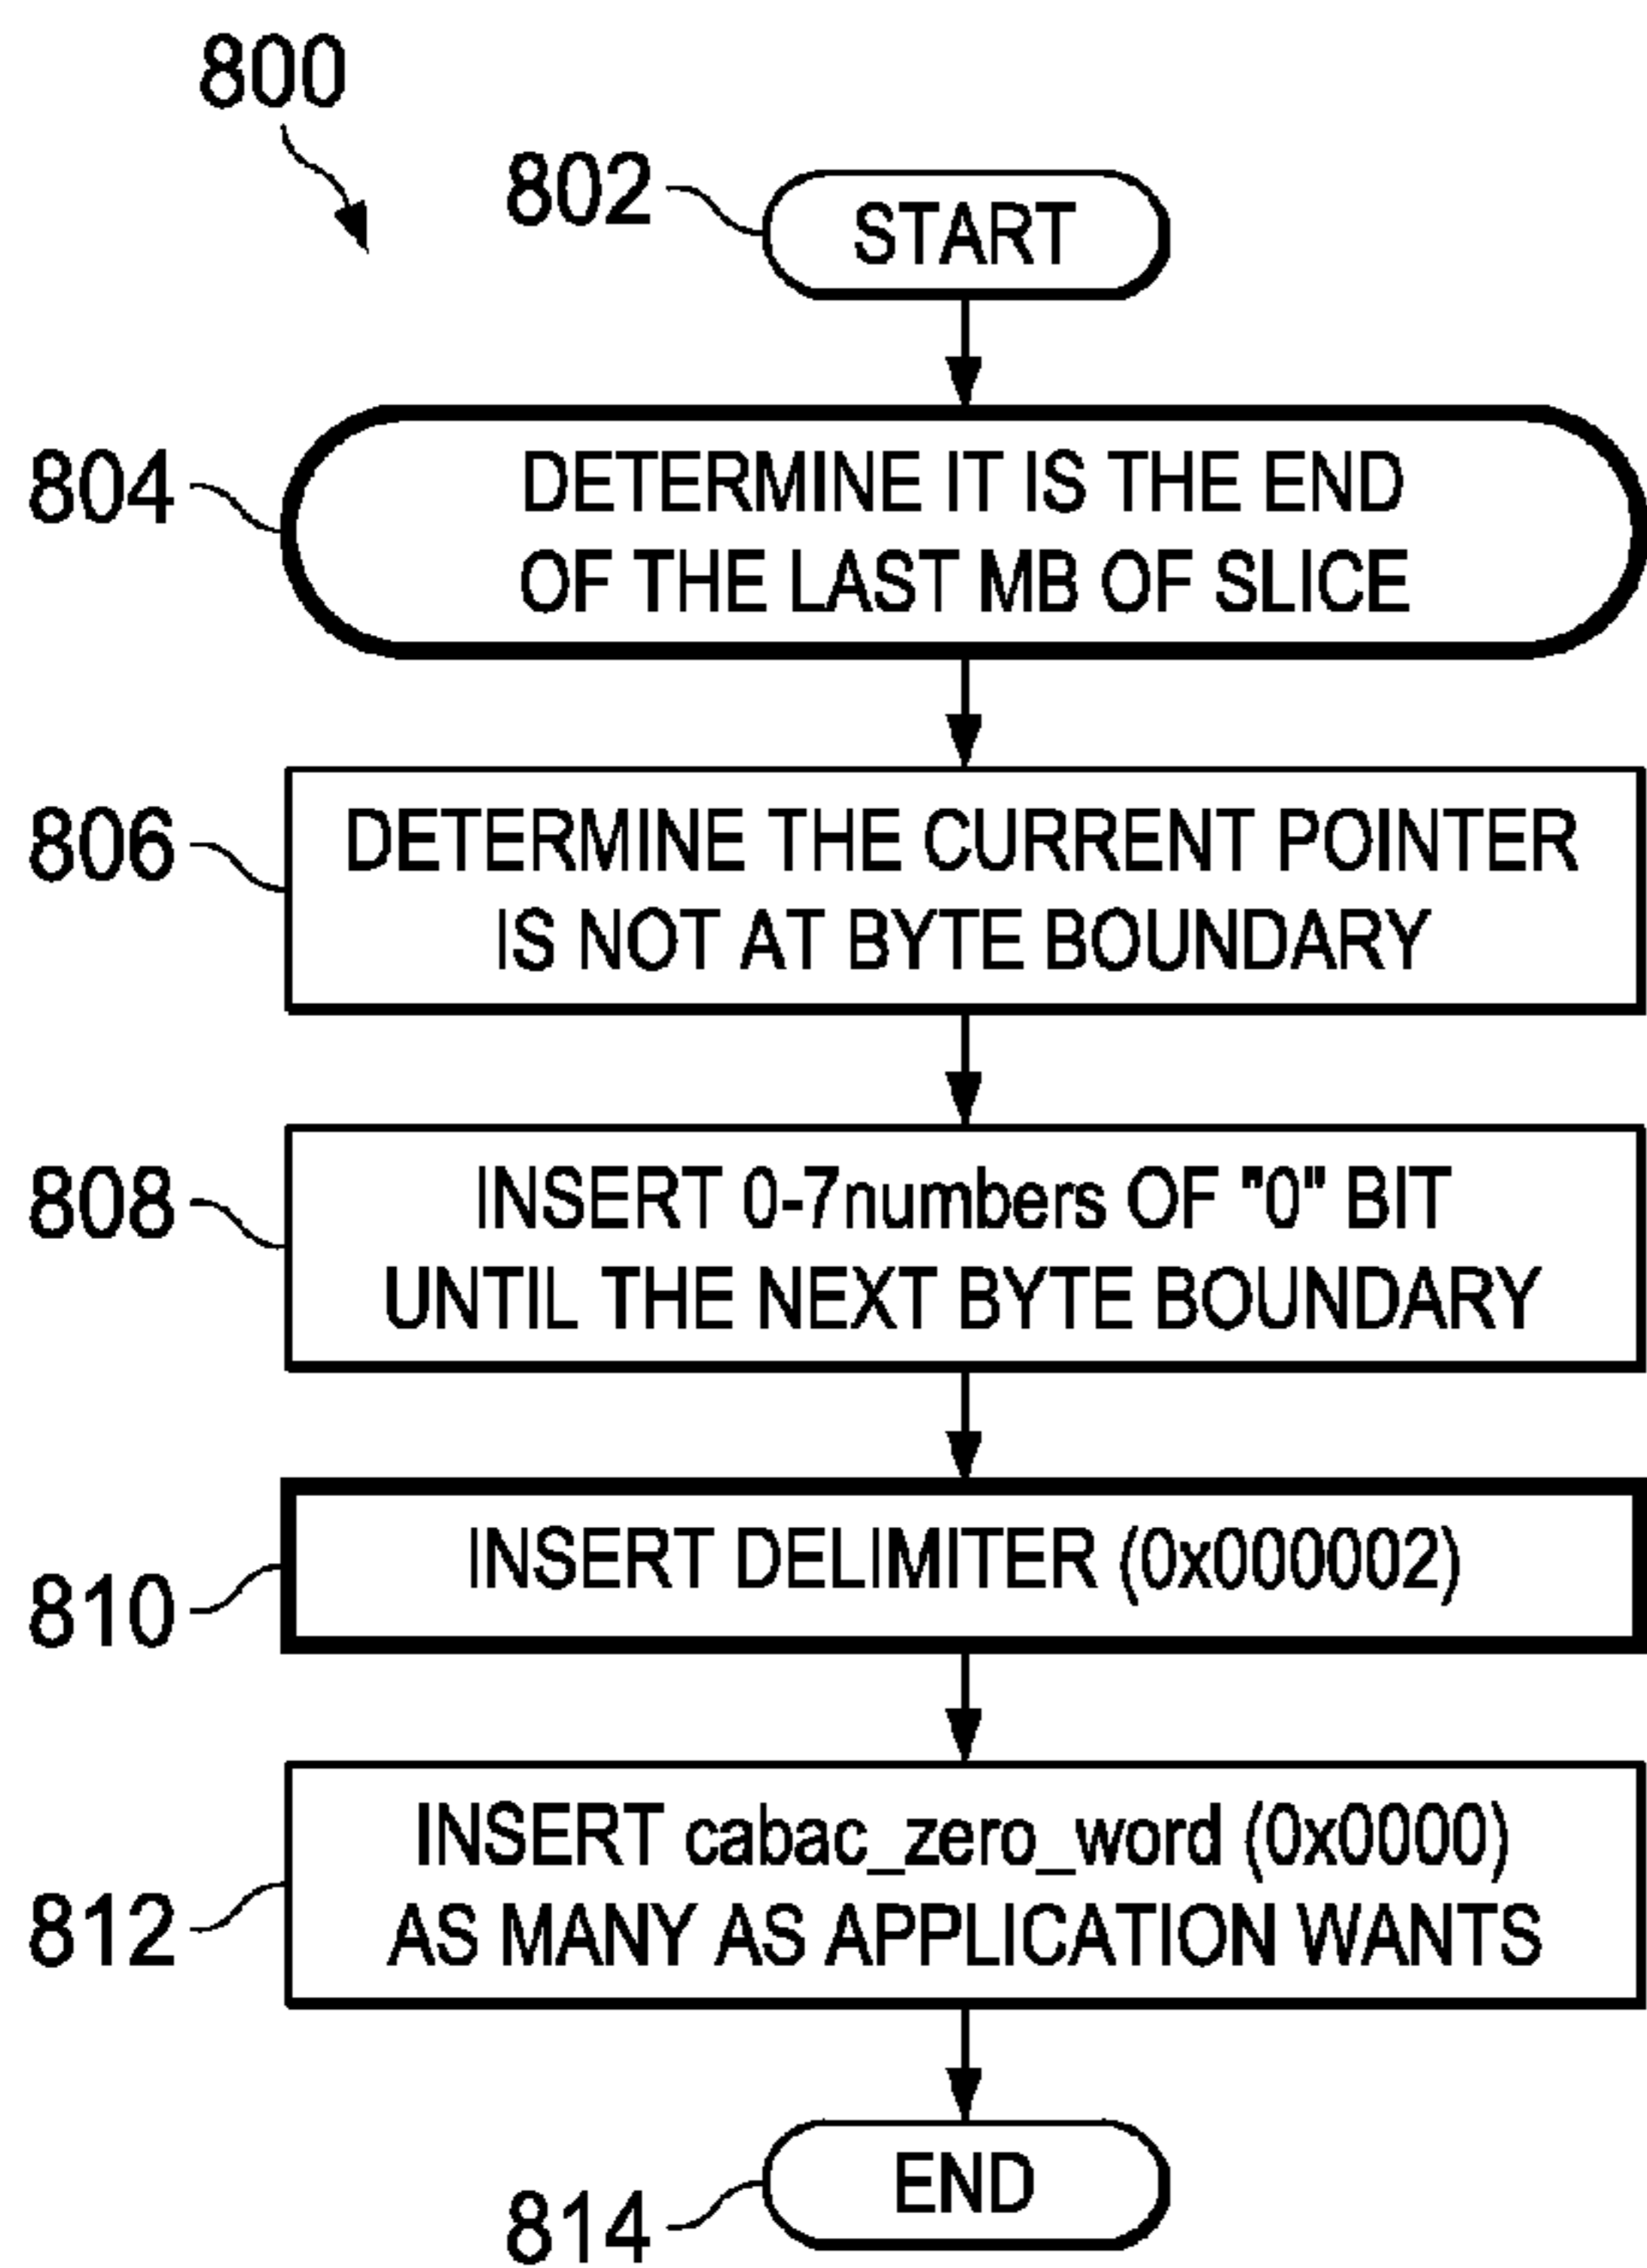 800
802
START
804
DETERMINE IT IS THE END
OF THE LAST MB OF SLICE
806
DETERMINE THE CURRENT POINTER
IS NOT AT BYTE BOUNDARY
808
INSERT 0-7numbers OF "0" BIT
UNTIL THE NEXT BYTE BOUNDARY
810
INSERT DELIMITER (0x000002)
812
INSERT cabac_zero_word (0x0000)
AS MANY AS APPLICATION WANTS
814
END